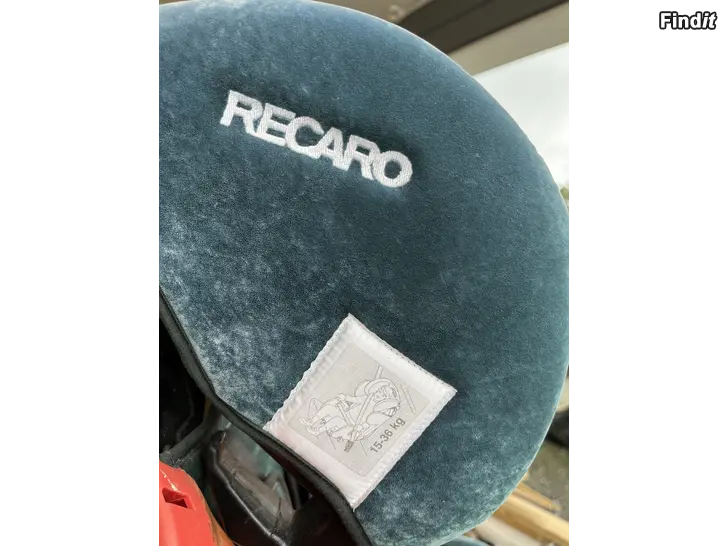 Findit
RECARO
15-36 kg